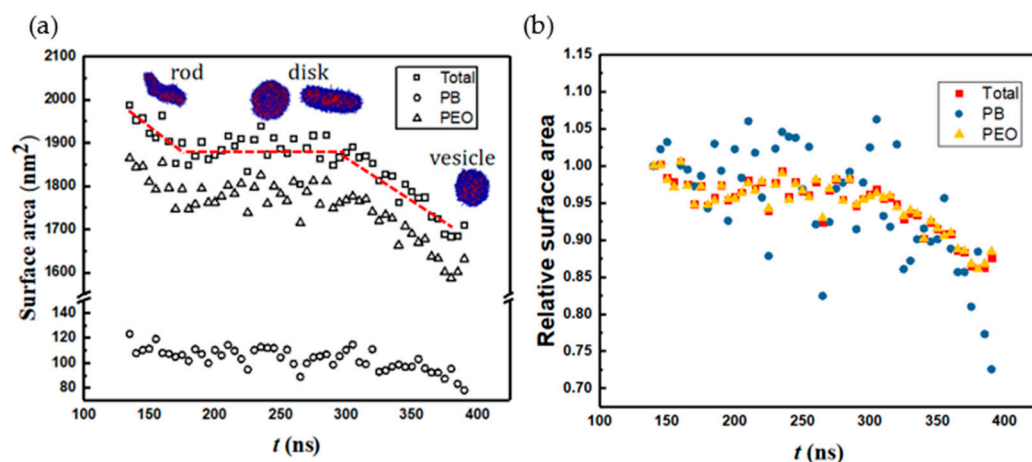 (a)
2100
2000
1900
1800
1700
1600
140
120
100
80
100 150 200 250 300 350 400
Surface area (nm²)
t (ns)
rod
disk
vesicle
Total
PB
PEO
(b)
1.15
1.10
1.05
1.00
0.95
0.90
0.85
0.80
0.75
0.70
100 150 200 250 300 350 400
Relative surface area
t (ns)
Total
PB
PEO